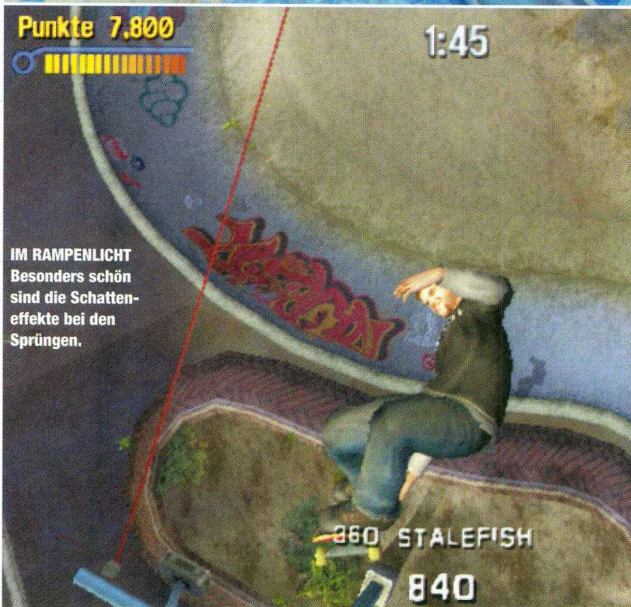 Punkte 7.800
1:45
IM RAMPENLICHT
Besonders schön
sind die Schatten-
effekte bei den
Sprüngen.
360 STALEFISH
840